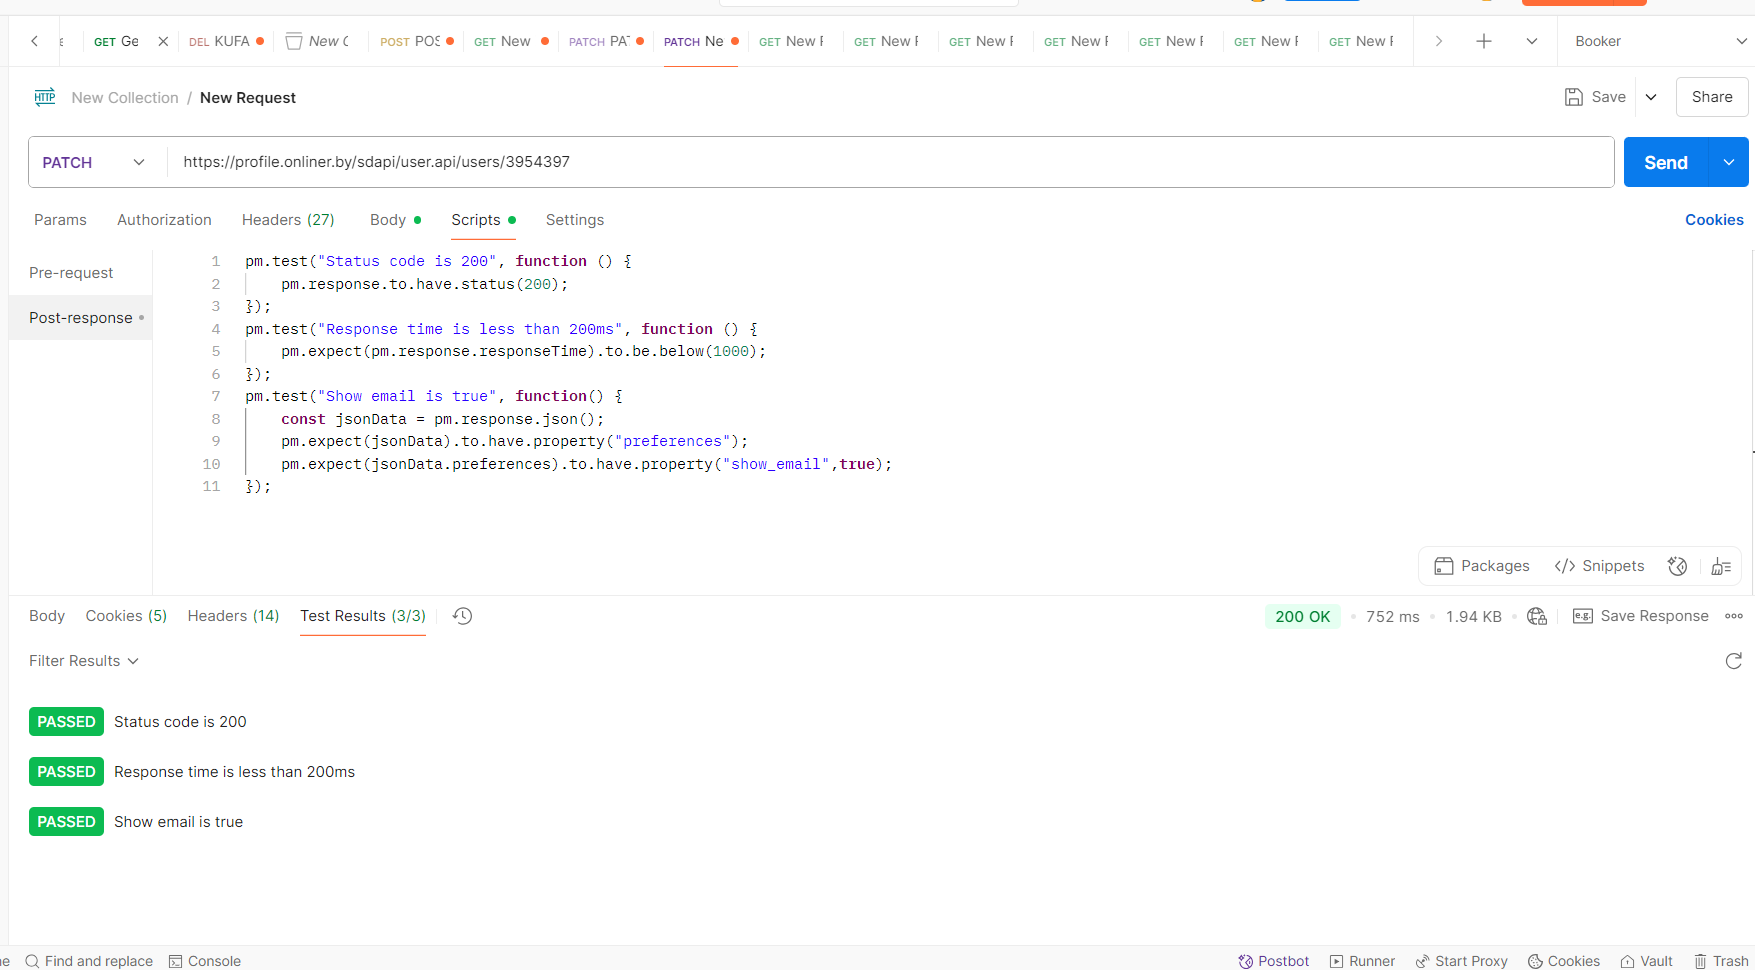 GET Ge
DEL KUFA
New C
POST POS
GET New
PATCH PAT
PATCH Ne
GET New F
GET New F
GET New F
GET New F
GET New F
GET New F
GET New F
Booker
HTTP New Collection / New Request
Save
Share
PATCH
https://profile.onliner.by/sdapi/user.api/users/3954397
Send
Params
Authorization
Headers (27)
Body
Scripts
Settings
Cookies
Pre-request
Post-response
1 pm.test("Status code is 200", function () {
2 pm.response.to.have.status(200);
3 });
4 pm.test("Response time is less than 200ms", function () {
5 pm.expect(pm.response.responseTime).to.be.below(1000);
6 });
7 pm.test("Show email is true", function() {
8 const jsonData = pm.response.json();
9 pm.expect(jsonData).to.have.property("preferences");
10 pm.expect(jsonData.preferences).to.have.property("show_email",true);
11 });
Packages
</> Snippets
Body
Cookies (5)
Headers (14)
Test Results (3/3)
200 OK
752 ms
1.94 KB
e.g. Save Response
Filter Results
PASSED Status code is 200
PASSED Response time is less than 200ms
PASSED Show email is true
Find and replace
Console
Postbot
Runner
Start Proxy
Cookies
Vault
Trash